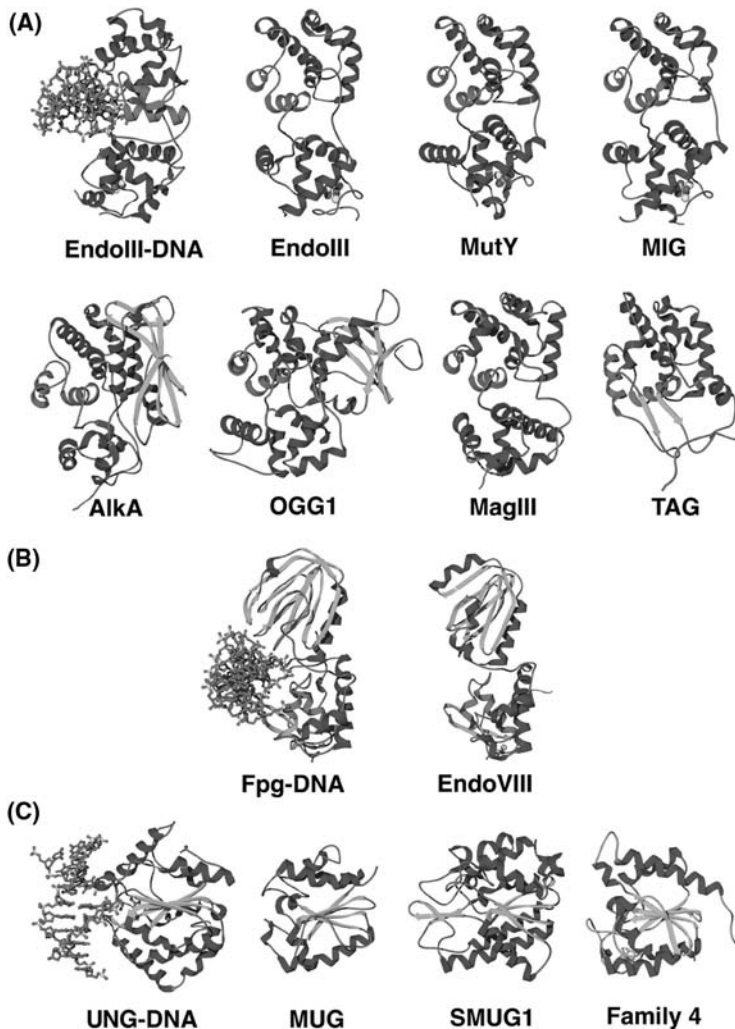 (A)
EndoIII-DNA EndoIII MutY MIG
AlkA OGG1 MagIII TAG
(B)
Fpg-DNA EndoVIII
(C)
UNG-DNA MUG SMUG1 Family 4